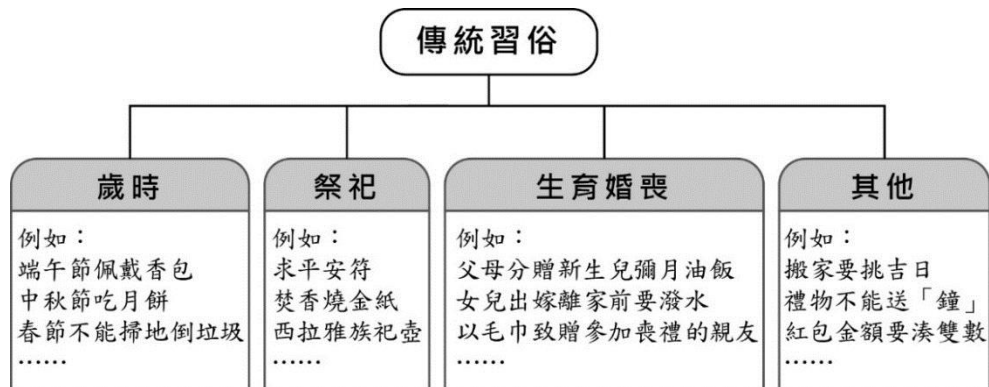 傳統習俗
歲時
例如：
端午節佩戴香包
中秋節吃月餅
春節不能掃地倒垃圾
……
祭祀
例如：
求平安符
焚香燒金紙
西拉雅族祀壺
……
生育婚喪
例如：
父母分贈新生兒彌月油飯
女兒出嫁離家前要潑水
以毛巾致贈參加喪禮的親友
……
其他
例如：
搬家要挑吉日
禮物不能送「鐘」
紅包金額要湊雙數
……